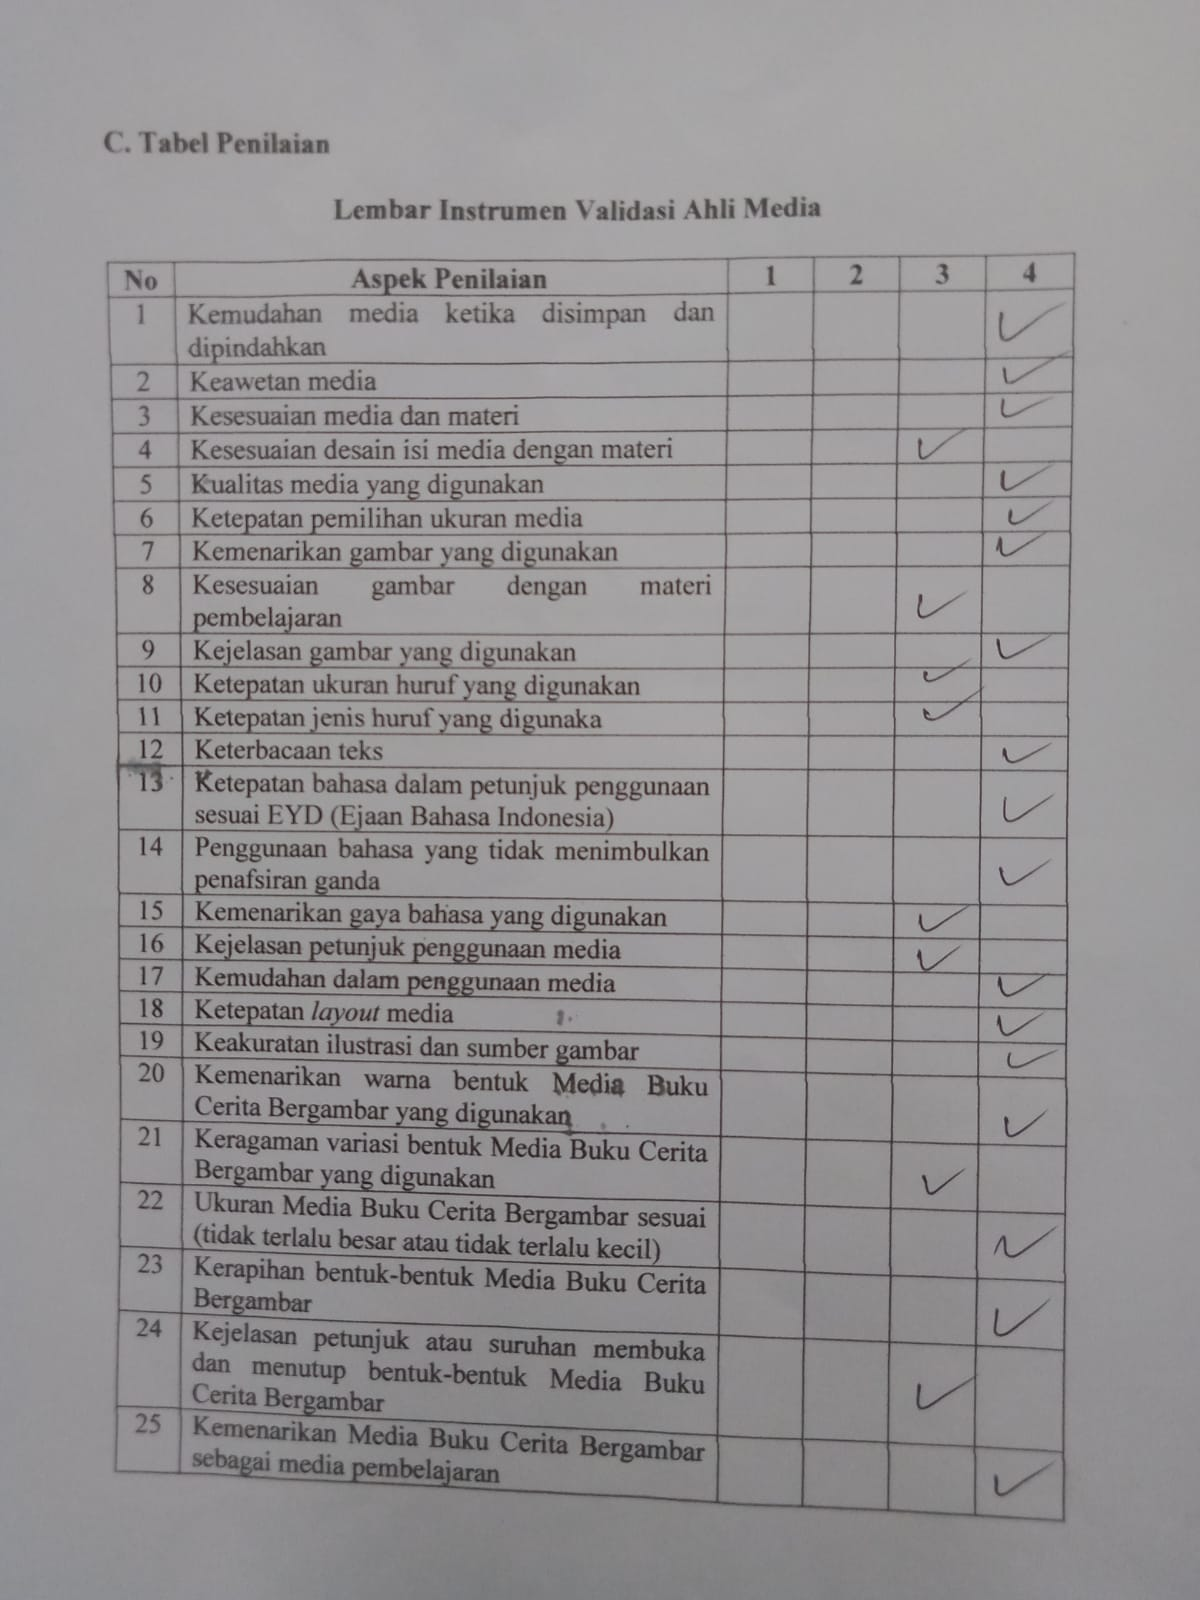 C. Tabel Penilaian
Lembar Instrumen Validasi Ahli Media
No Aspek Penilaian 1 2 3 4
1 Kemudahan media ketika disimpan dan ✓
dipindahkan
2 Keawetan media ✓
3 Kesesuaian media dan materi ✓
4 Kesesuaian desain isi media dengan materi ✓
5 Kualitas media yang digunakan ✓
6 Ketepatan pemilihan ukuran media ✓
7 Kemenarikan gambar yang digunakan ✓
8 Kesesuaian gambar dengan materi ✓
pembelajaran
9 Kejelasan gambar yang digunakan ✓
10 Ketepatan ukuran huruf yang digunakan ✓
11 Ketepatan jenis huruf yang digunaka ✓
12 Keterbacaan teks ✓
13 Ketepatan bahasa dalam petunjuk penggunaan ✓
sesuai EYD (Ejaan Bahasa Indonesia)
14 Penggunaan bahasa yang tidak menimbulkan ✓
penafsiran ganda
15 Kemenarikan gaya bahasa yang digunakan ✓
16 Kejelasan petunjuk penggunaan media ✓
17 Kemudahan dalam penggunaan media ✓
18 Ketepatan layout media ✓
19 Keakuratan ilustrasi dan sumber gambar ✓
20 Kemenarikan warna bentuk Media Buku ✓
Cerita Bergambar yang digunakan
21 Keragaman variasi bentuk Media Buku Cerita ✓
Bergambar yang digunakan
22 Ukuran Media Buku Cerita Bergambar sesuai ✓
(tidak terlalu besar atau tidak terlalu kecil)
23 Kerapihan bentuk-bentuk Media Buku Cerita ✓
Bergambar
24 Kejelasan petunjuk atau suruhan membuka ✓
dan menutup bentuk-bentuk Media Buku
Cerita Bergambar
25 Kemenarikan Media Buku Cerita Bergambar ✓
sebagai media pembelajaran